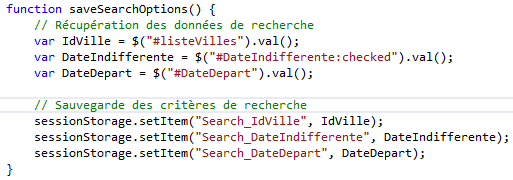 function saveSearchOptions() {
// Récupération des données de recherche
var IdVille = $("#listeVilles").val();
var DateIndifferente = $("#DateIndifferente:checked").val();
var DateDepart = $("#DateDepart").val();
// Sauvegarde des critères de recherche
sessionStorage.setItem("Search_IdVille", IdVille);
sessionStorage.setItem("Search_DateIndifferente", DateIndifferente);
sessionStorage.setItem("Search_DateDepart", DateDepart);
}